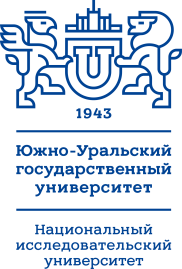 1943
Южно-Уральский
государственный
университет
Национальный
исследовательский
университет